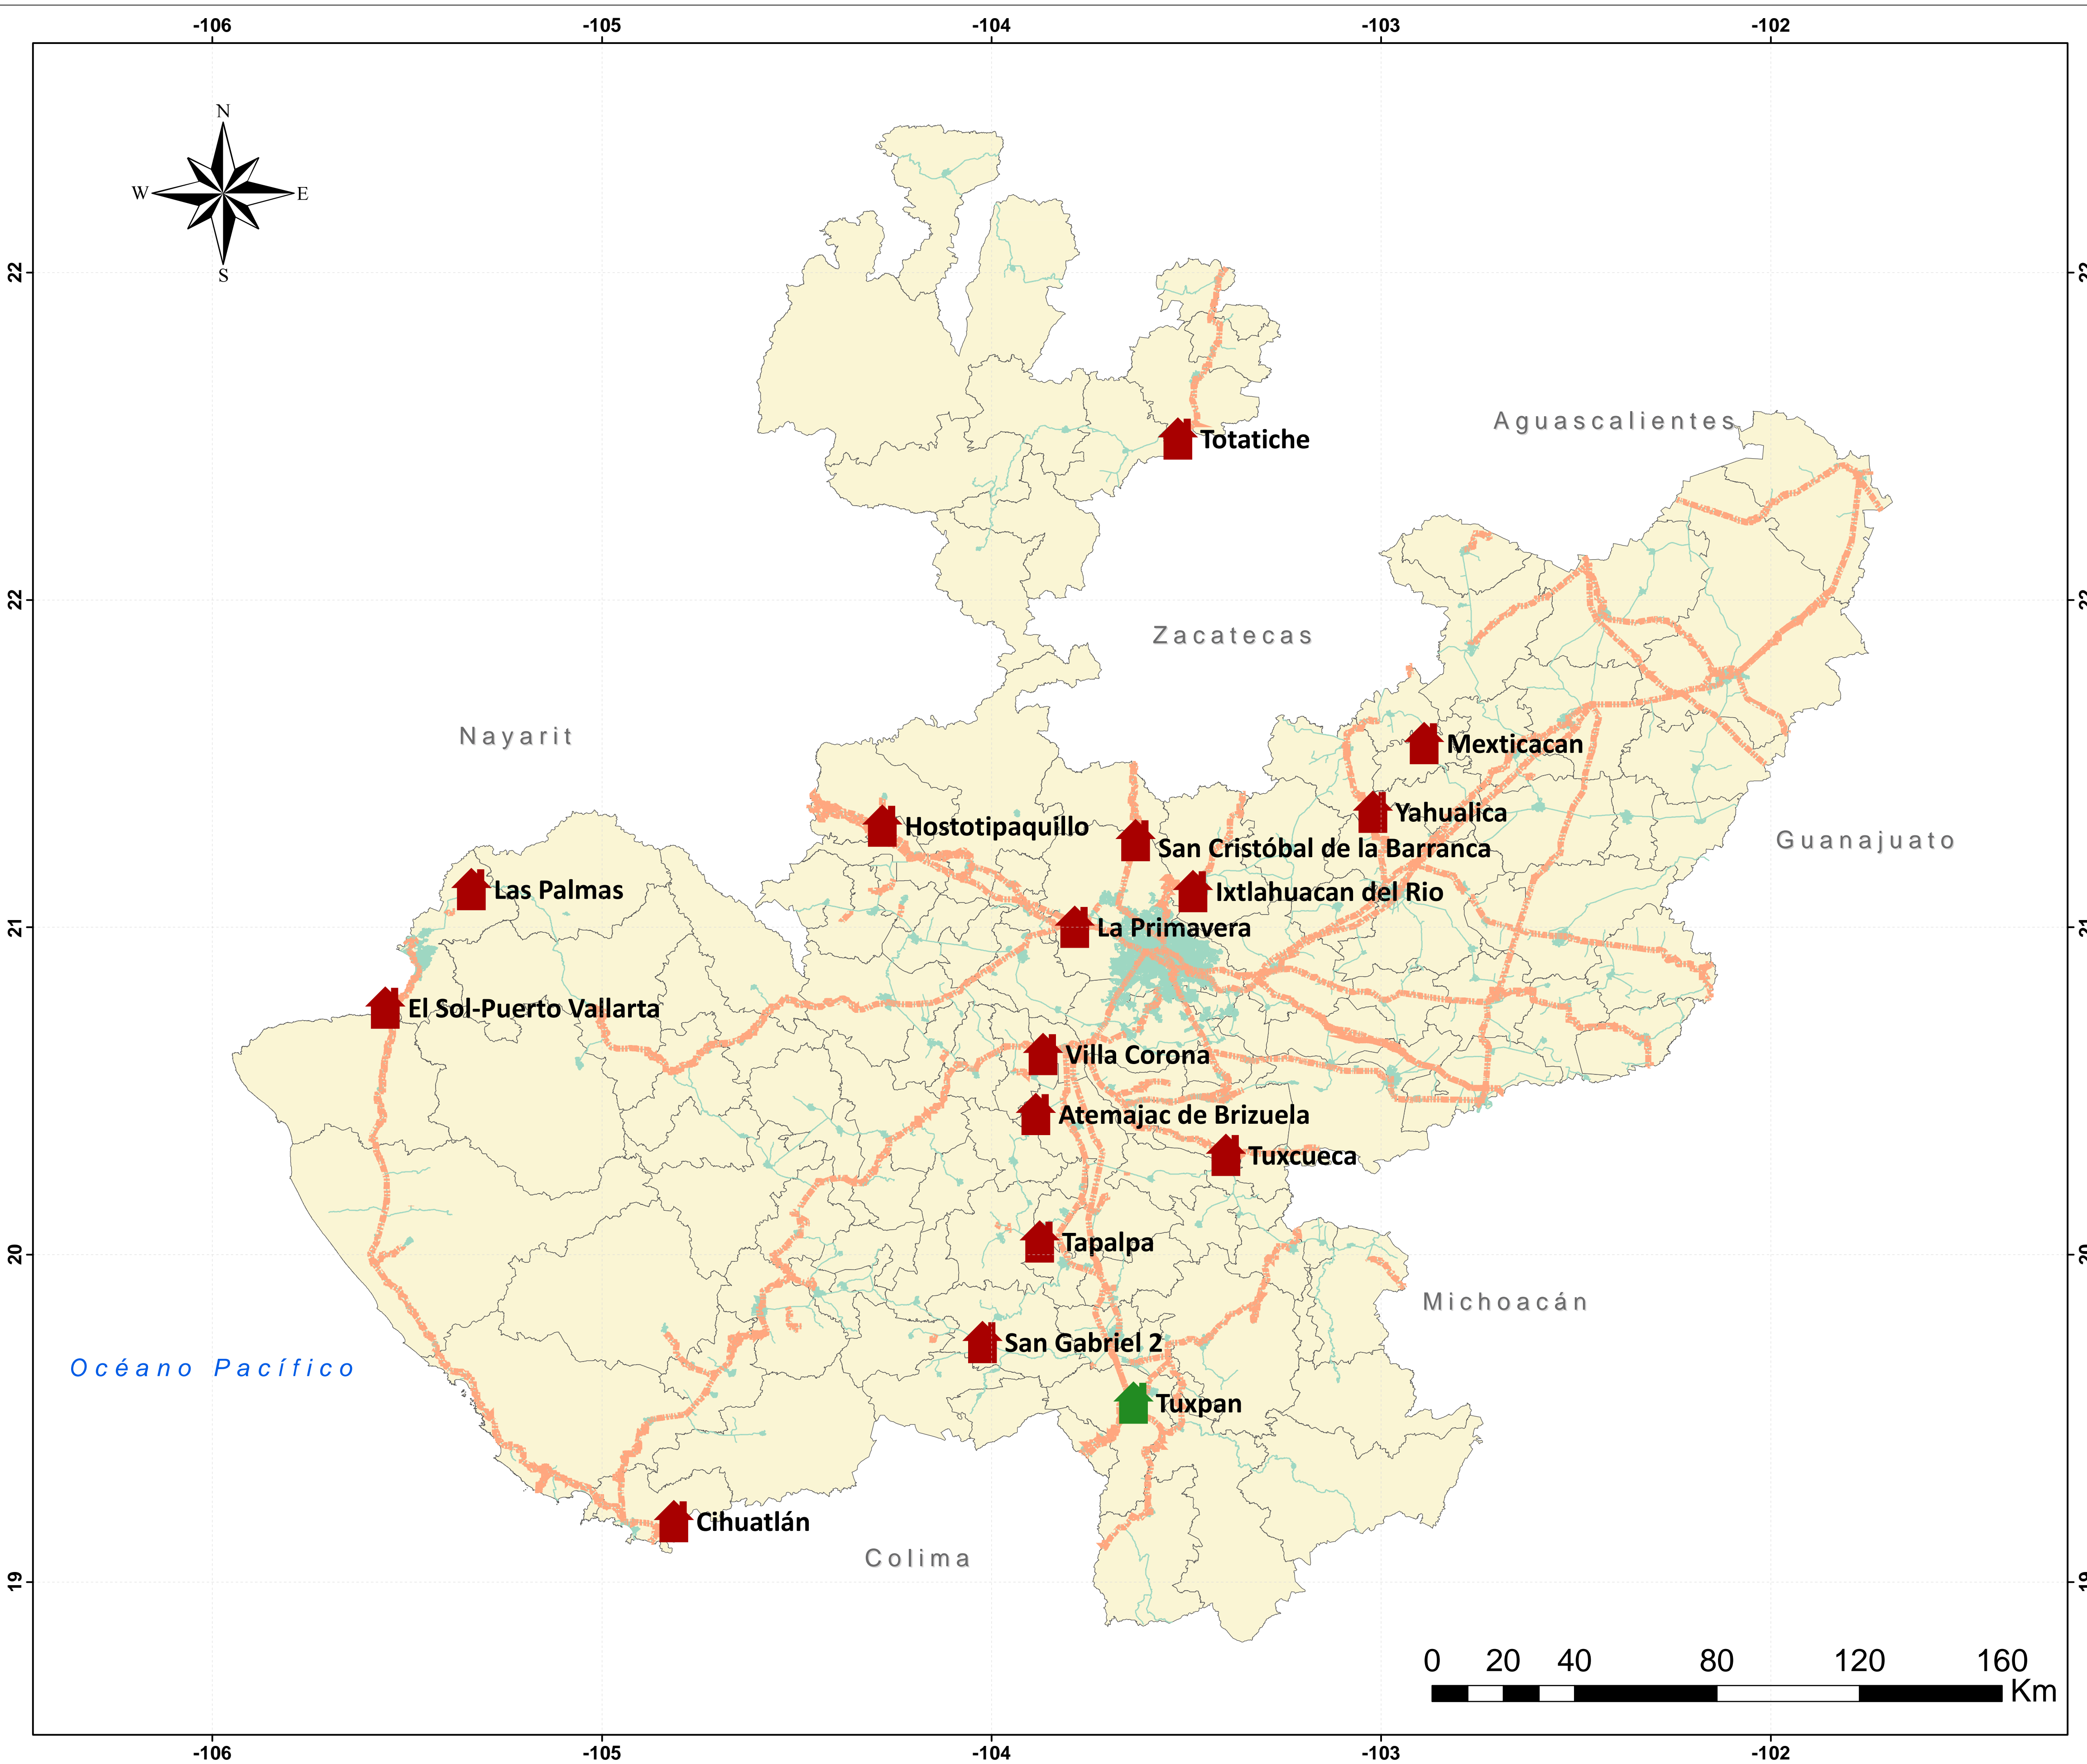 -106 -105 -104 -103 -102
N
W E
S
22
Totatiche
Aguascalientes
22
Zacatecas
Nayarit
Mexticacan
Yahualica
Hostotipaquillo
San Cristóbal de la Barranca
Guanajuato
Las Palmas
Ixtlahuacan del Rio
21
La Primavera
El Sol-Puerto Vallarta
Villa Corona
Atemajac de Brizuela
Tuxcueca
20
Tapalpa
Michoacán
San Gabriel 2
Océano Pacífico
Tuxpan
Cihuatlán
Colima
19
0 20 40 80 120 160
Km
-106 -105 -104 -103 -102